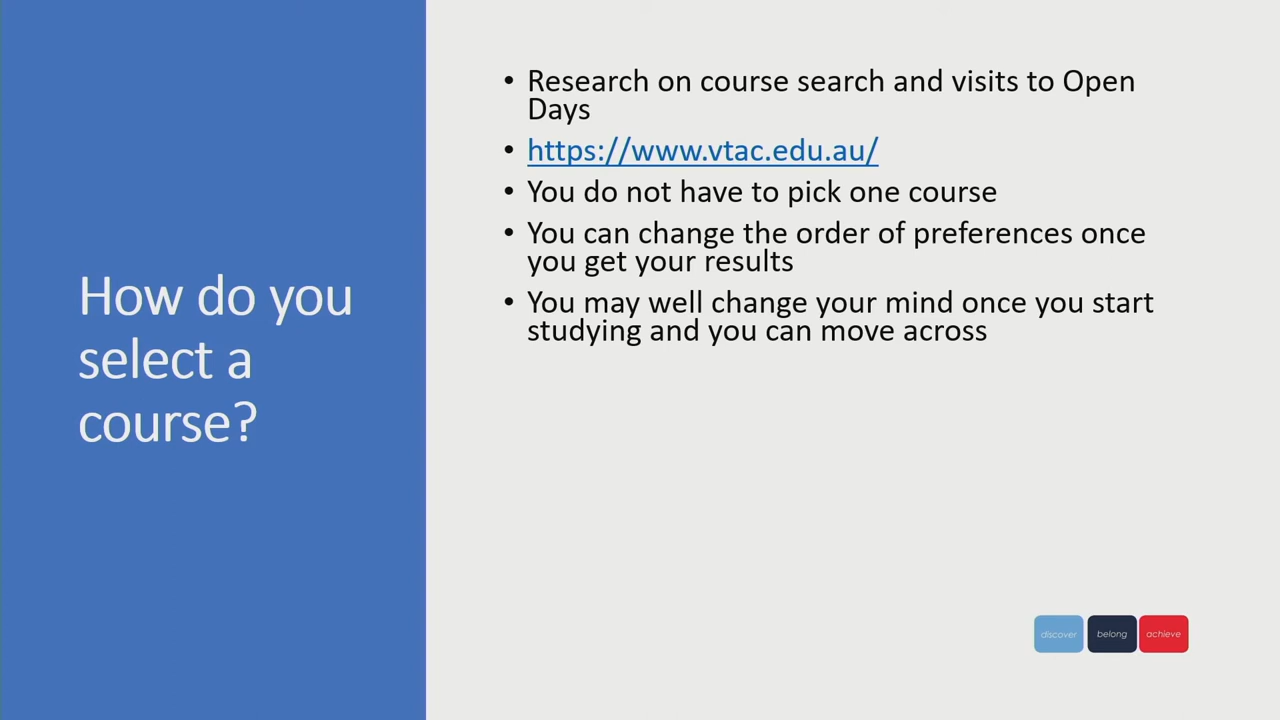 How do you
select a
course?
• Research on course search and visits to Open
Days
• https://www.vtac.edu.au/
• You do not have to pick one course
• You can change the order of preferences once
you get your results
• You may well change your mind once you start
studying and you can move across
discover belong achieve